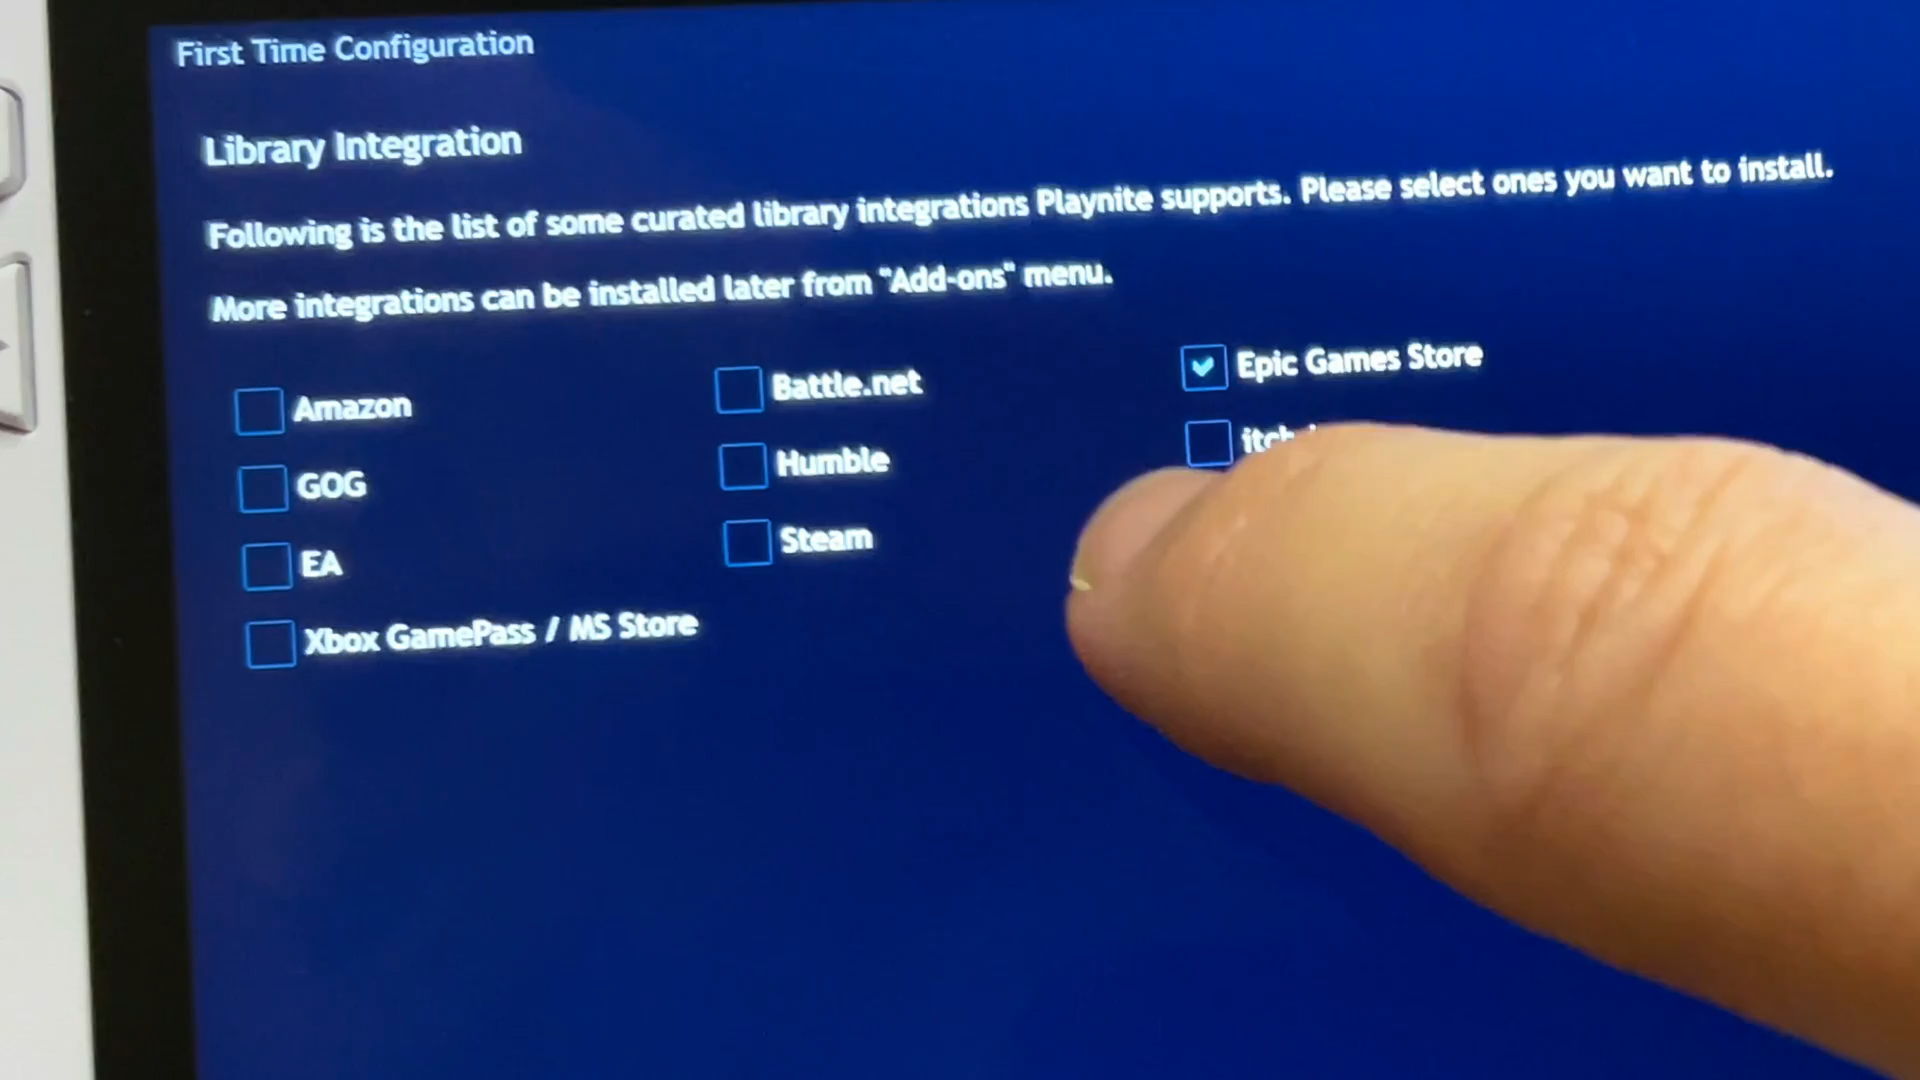 First Time Configuration
Library Integration
Following is the list of some curated library integrations Playnite supports. Please select ones you want to install.
More integrations can be installed later from "Add-ons" menu.
Amazon
Battle.net
Epic Games Store
GOG
Humble
EA
Steam
Xbox GamePass / MS Store